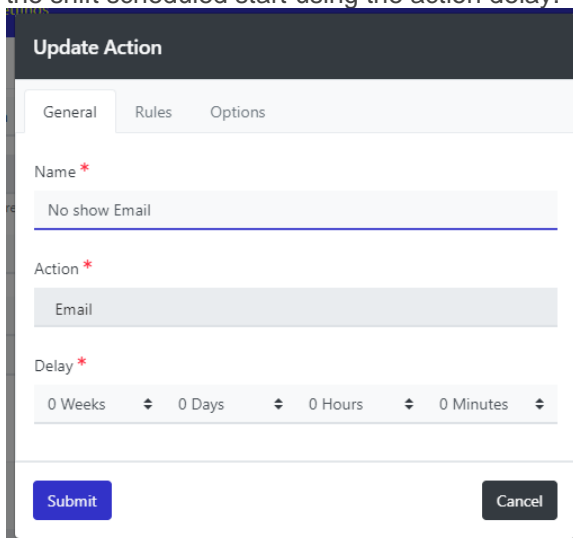 the shift scheduled start using the action delay.
Update Action
General Rules Options
Name *
No show Email
Action *
Email
Delay *
0 Weeks 0 Days 0 Hours 0 Minutes
Submit Cancel